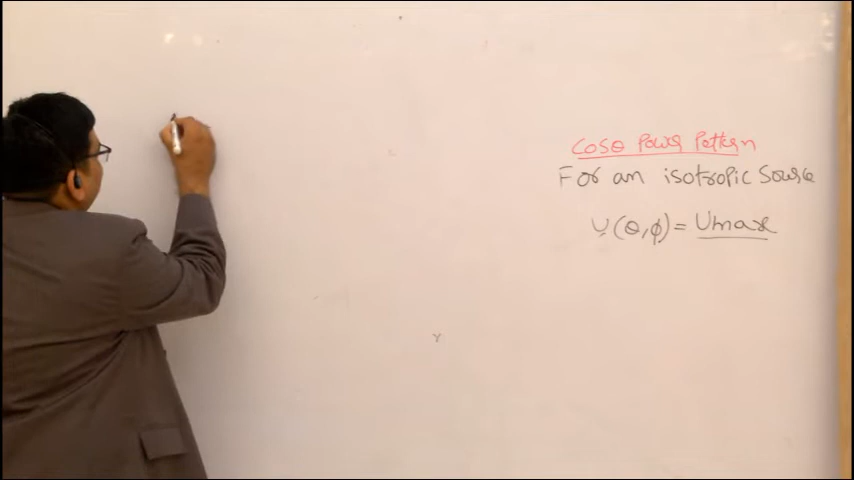 Cosθ Power Pattern
For an isotropic Source
U(θ,ϕ) = Umax